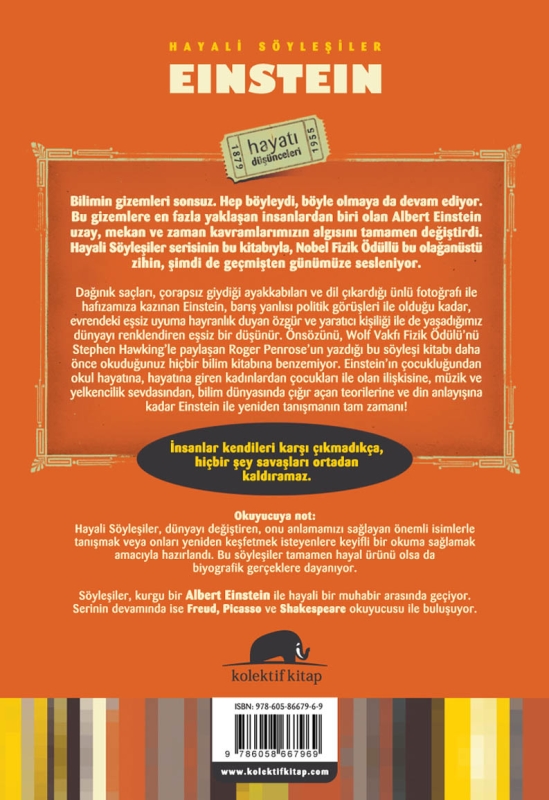 HAYALİ SÖYLEŞİLER
EINSTEIN
1879
hayatı
düşünceleri
1955
Bilimin gizemleri sonsuz. Hep böyleydi, böyle olmaya da devam ediyor.
Bu gizemlere en fazla yaklaşan insanlardan biri olan Albert Einstein
uzay, mekan ve zaman kavramlarımızın algısını tamamen değiştirdi.
Hayali Söyleşiler serisinin bu kitabıyla, Nobel Fizik Ödüllü bu olağanüstü
zihin, şimdi de geçmişten günümüze sesleniyor.
Dağınık saçları, çorapsız giydiği ayakkabıları ve dil çıkardığı ünlü fotoğrafı ile
hafızamıza kazınan Einstein, barış yanlısı politik görüşleri ile olduğu kadar,
evrendeki eşsiz uyuma hayranlık duyan özgür ve yaratıcı kişiliği ile de yaşadığımız
dünyayı renklendiren eşsiz bir düşünür. Önsözünü, Wolf Vakfı Fizik Ödülü'nü
Stephen Hawking'le paylaşan Roger Penrose'un yazdığı bu söyleşi kitabı daha
önce okuduğunuz hiçbir bilim kitabına benzemiyor. Einstein'ın çocukluğundan
okul hayatına, hayatına giren kadınlardan çocukları ile olan ilişkisine, müzik ve
yelkencilik sevdasından, bilim dünyasında çığır açan teorilerine ve din anlayışına
kadar Einstein ile yeniden tanışmanın tam zamanı!
İnsanlar kendileri karşı çıkmadıkça,
hiçbir şey savaşları ortadan
kaldıramaz.
Okuyucuya not:
Hayali Söyleşiler, dünyayı değiştiren, onu anlamamızı sağlayan önemli isimlerle
tanışmak veya onları yeniden keşfetmek isteyenlere keyifli bir okuma sağlamak
amacıyla hazırlandı. Bu söyleşiler tamamen hayal ürünü olsa da
biyografik gerçeklere dayanıyor.
Söyleşiler, kurgu bir Albert Einstein ile hayali bir muhabir arasında geçiyor.
Serinin devamında ise Freud, Picasso ve Shakespeare okuyucusu ile buluşuyor.
kolektif kitap
ISBN: 978-605-86679-6-9
9 786058 667969
www.kolektifkitap.com